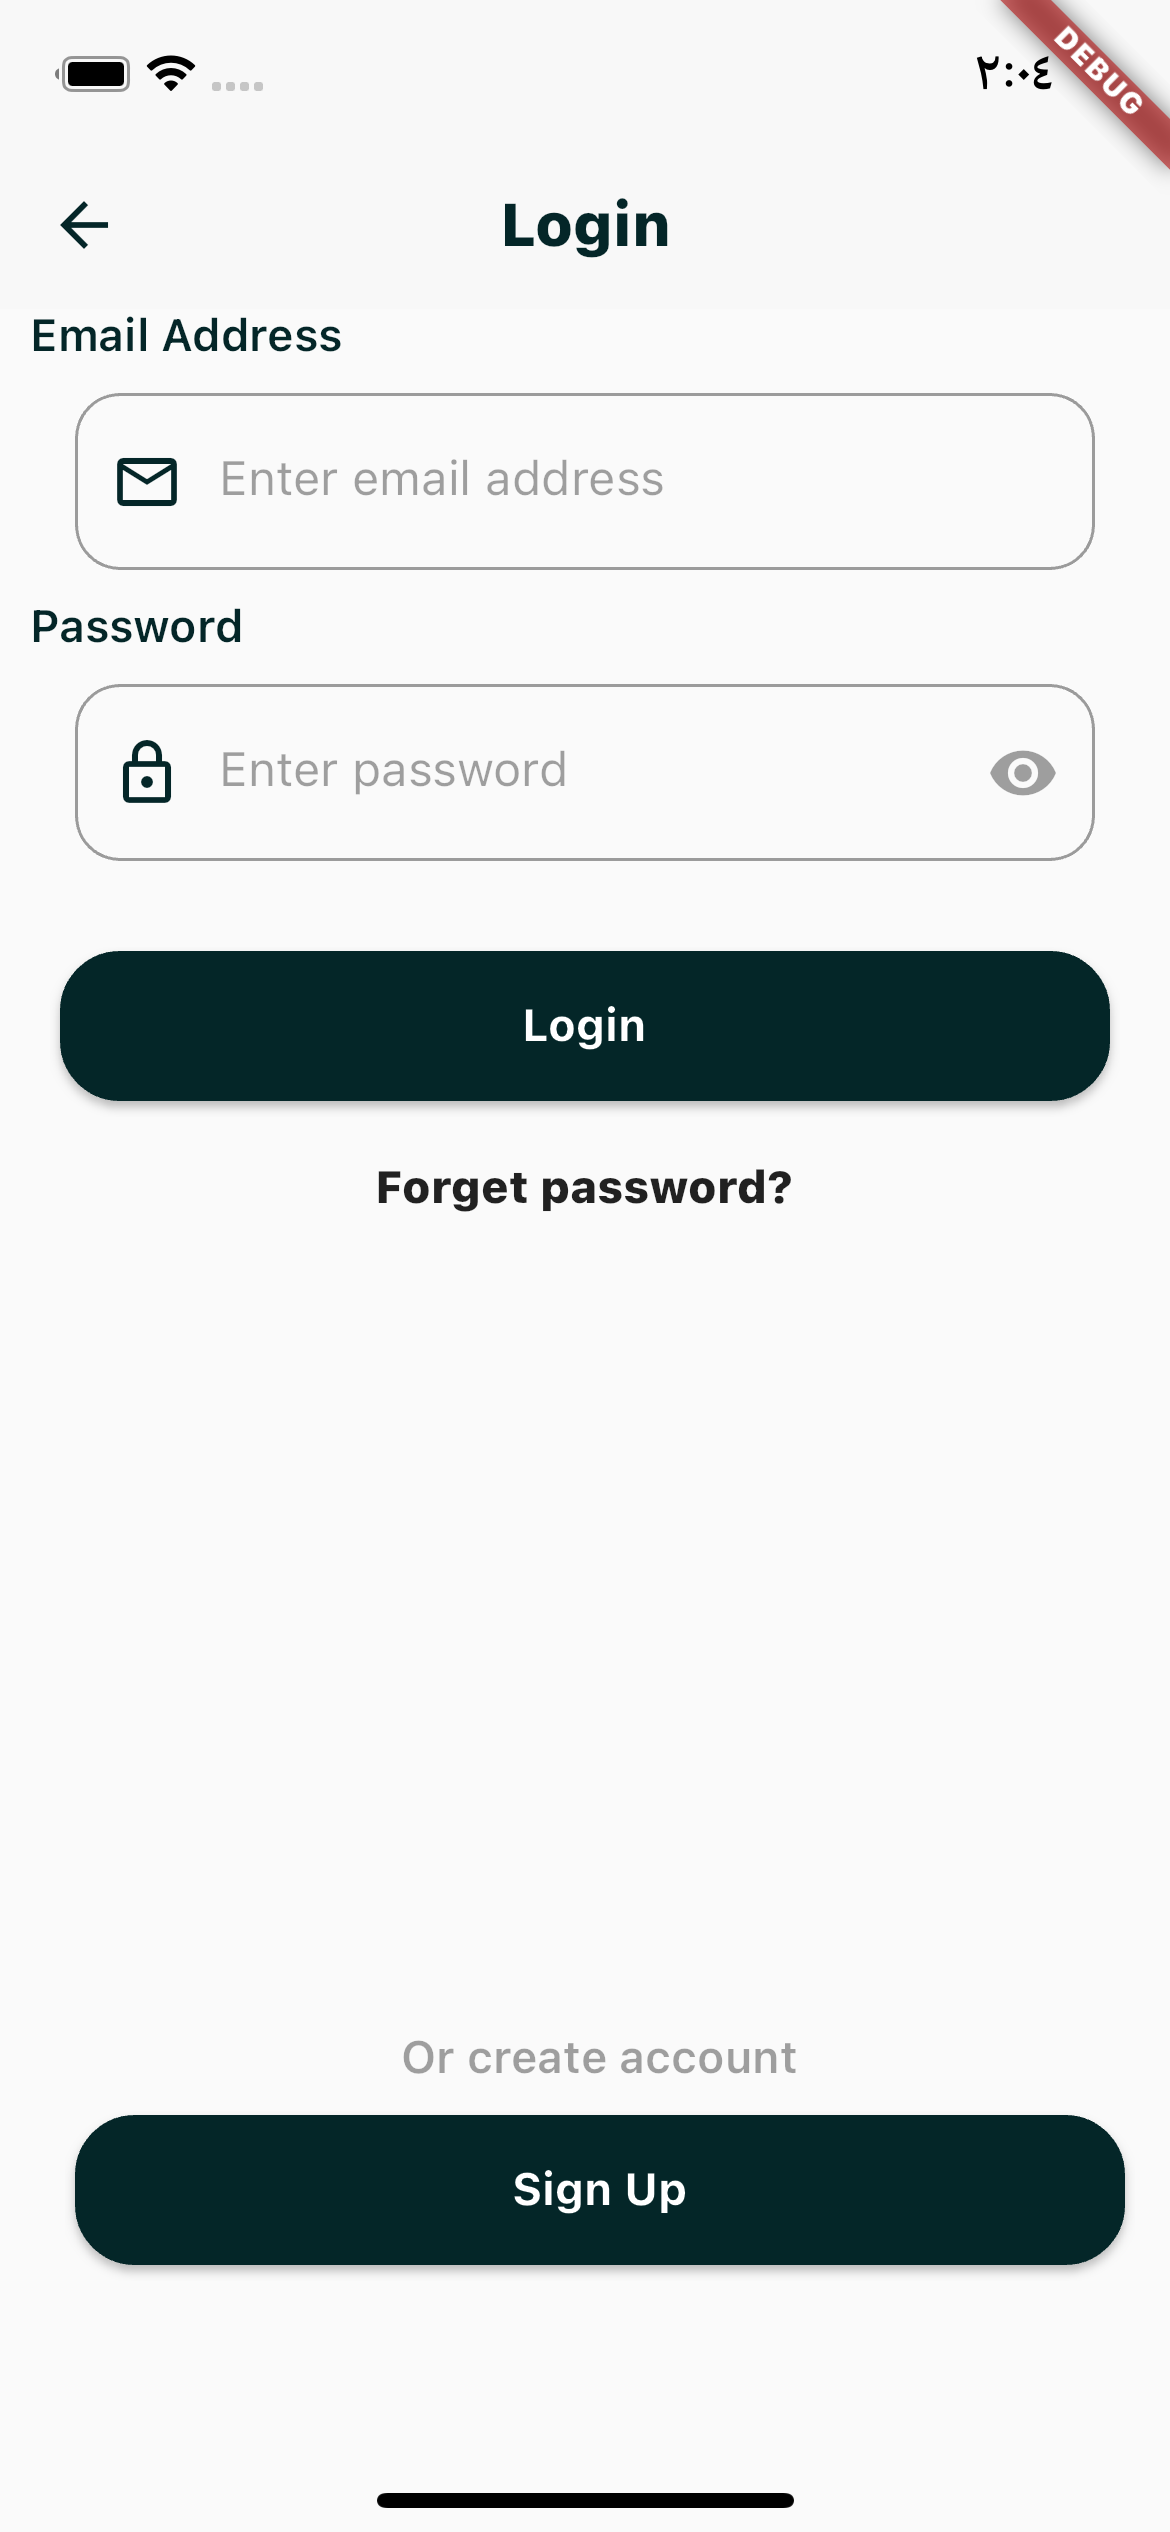 ٢:٠٤
DEBUG
Login
Email Address
Enter email address
Password
Enter password
Login
Forget password?
Or create account
Sign Up